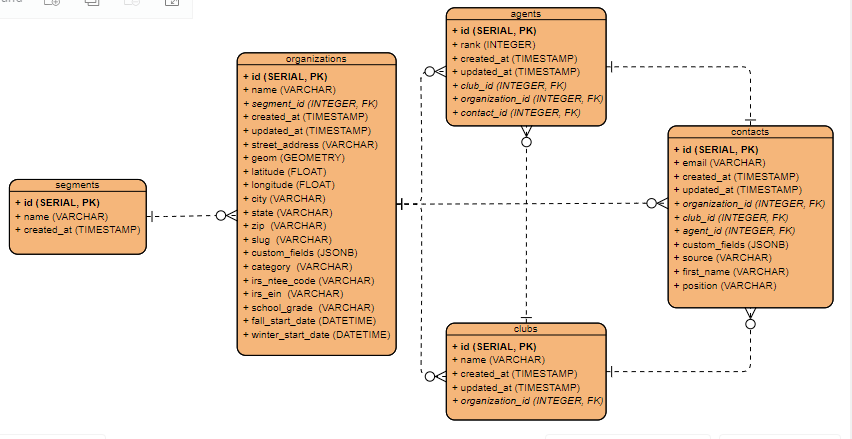 agents
+ id (SERIAL, PK)
+ rank (INTEGER)
+ created_at (TIMESTAMP)
+ updated_at (TIMESTAMP)
+ club_id (INTEGER, FK)
+ organization_id (INTEGER, FK)
+ contact_id (INTEGER, FK)
organizations
+ id (SERIAL, PK)
+ name (VARCHAR)
+ segment_id (INTEGER, FK)
+ created_at (TIMESTAMP)
+ updated_at (TIMESTAMP)
+ street_address (VARCHAR)
+ geom (GEOMETRY)
+ latitude (FLOAT)
+ longitude (FLOAT)
+ city (VARCHAR)
+ state (VARCHAR)
+ zip (VARCHAR)
+ slug (VARCHAR)
+ custom_fields (JSONB)
+ category (VARCHAR)
+ irs_ntee_code (VARCHAR)
+ irs_ein (VARCHAR)
+ school_grade (VARCHAR)
+ fall_start_date (DATETIME)
+ winter_start_date (DATETIME)
contacts
+ id (SERIAL, PK)
+ email (VARCHAR)
+ created_at (TIMESTAMP)
+ updated_at (TIMESTAMP)
+ organization_id (INTEGER, FK)
+ club_id (INTEGER, FK)
+ agent_id (INTEGER, FK)
+ custom_fields (JSONB)
+ source (VARCHAR)
+ first_name (VARCHAR)
+ position (VARCHAR)
segments
+ id (SERIAL, PK)
+ name (VARCHAR)
+ created_at (TIMESTAMP)
clubs
+ id (SERIAL, PK)
+ name (VARCHAR)
+ created_at (TIMESTAMP)
+ updated_at (TIMESTAMP)
+ organization_id (INTEGER, FK)